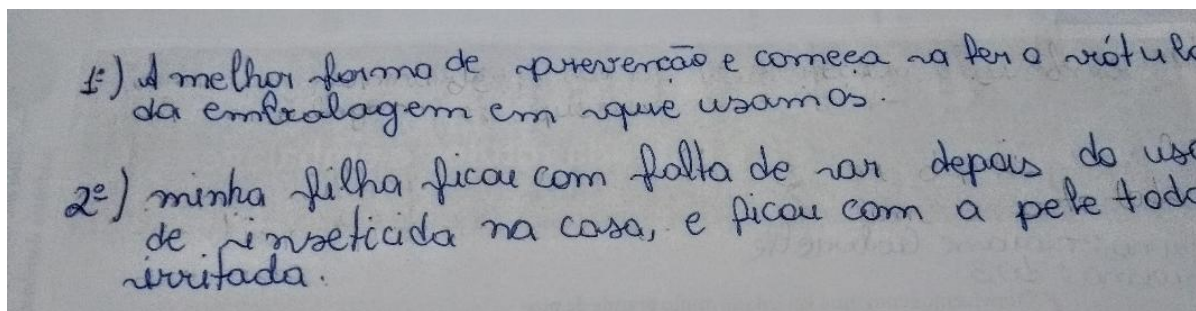 1º) A melhor forma de prevenção e começa a ler o rótulo
da embalagem em que usamos.
2º) minha filha ficou com falta de ar depois do uso
de inseticida na casa, e ficou com a pele toda
irritada.